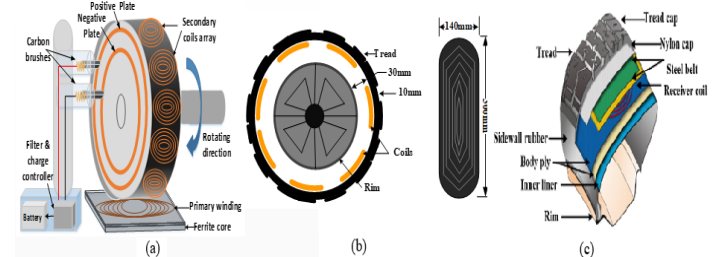 Positive Plate
Negative
Plate
Secondary
coils array
Carbon
brushes
Rotating
direction
Filter &
charge
controller
Battery
Primary winding
Ferrite core
(a)
Tread
30mm
10mm
Coils
Rim
(b)
140mm
300mm
Tread cap
Tread
Nylon cap
Steel belt
Receiver coil
Sidewall rubber
Body ply
Inner liner
Rim
(c)